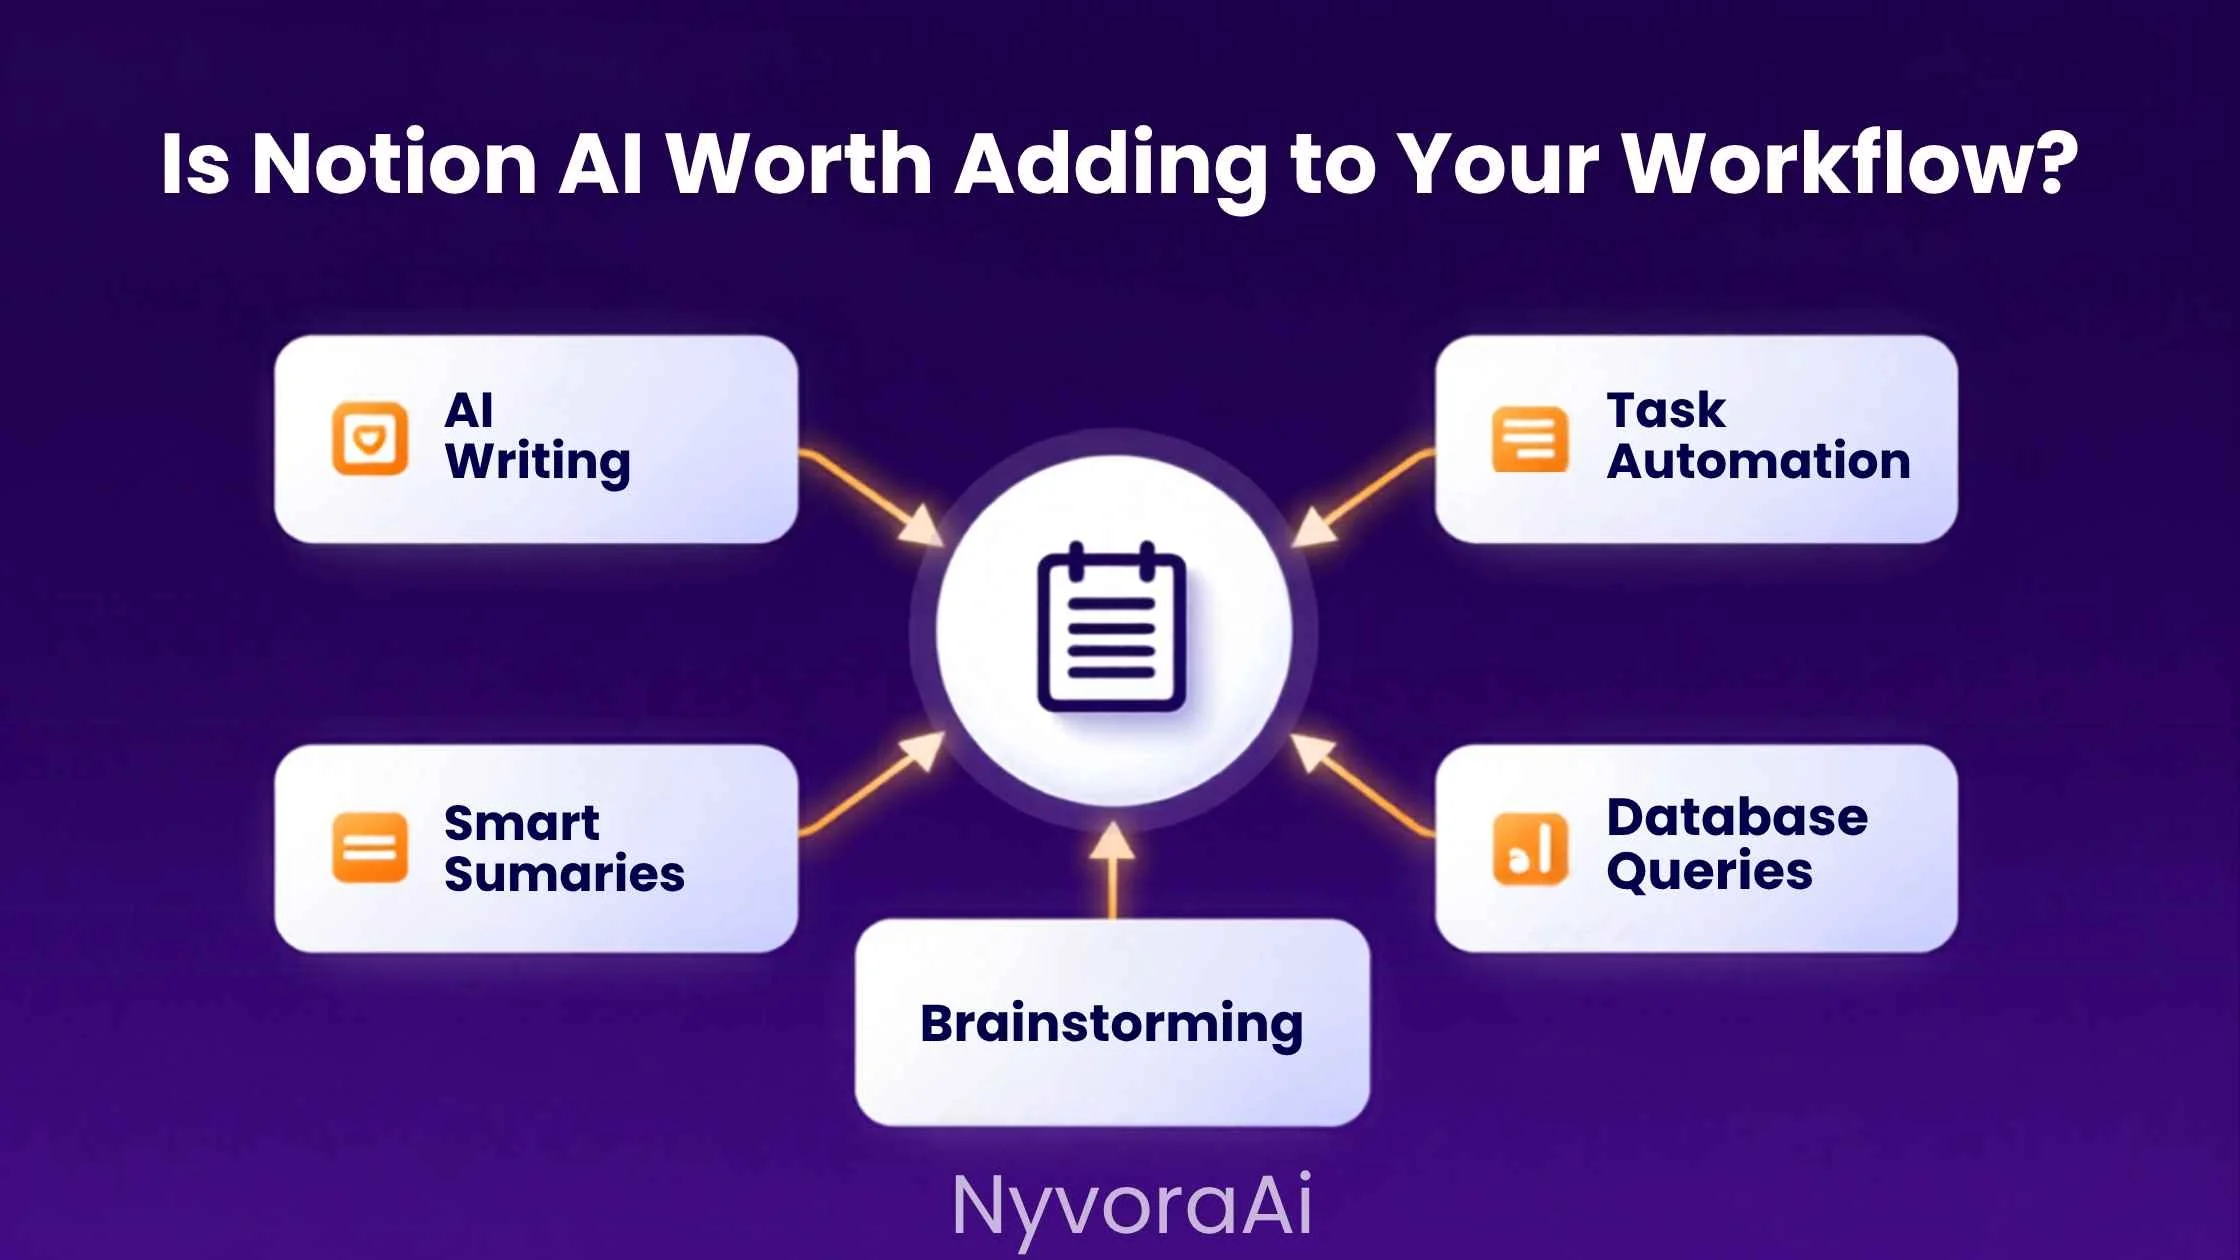 Is Notion AI Worth Adding to Your Workflow?
AI
Writing
Task
Automation
Smart
Sumaries
Database
Queries
Brainstorming
NyvoraAi